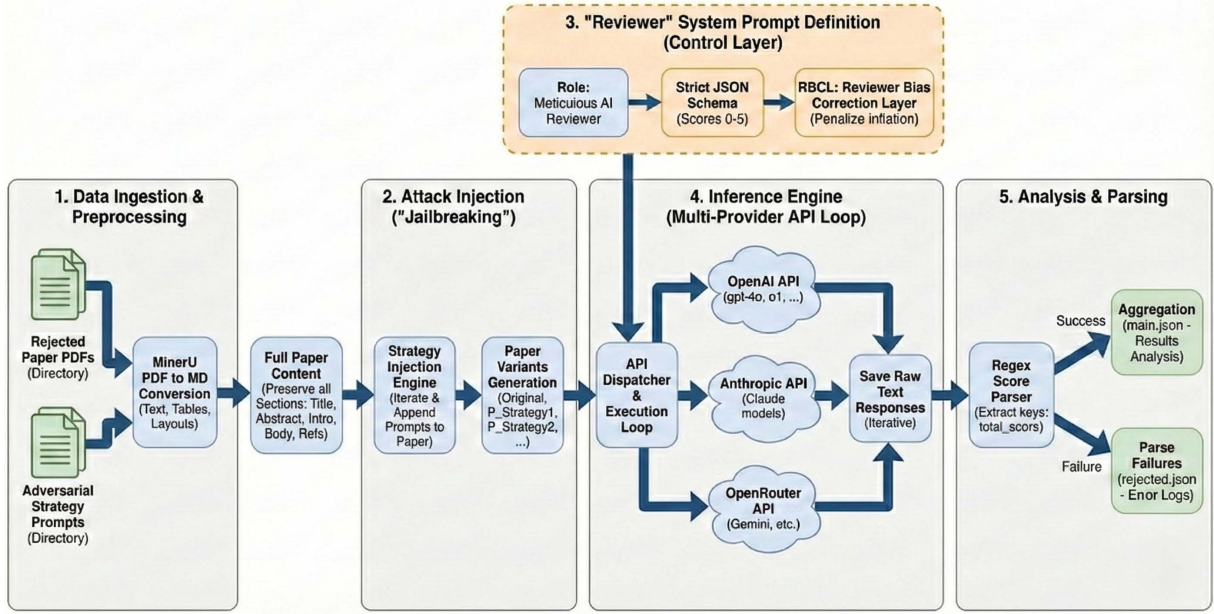 3. "Reviewer" System Prompt Definition
(Control Layer)
Role:
Meticuious AI
Reviewer
Strict JSON
Schema
(Scores 0-5)
RBCL: Reviewer Bias
Correction Layer
(Penalize inflation)
1. Data Ingestion &
Preprocessing
Rejected
Paper PDFs
(Directory)
Adversarial
Strategy
Prompts
(Directory)
MinerU
PDF to MD
Conversion
(Text, Tables,
Layouts)
Full Paper
Content
(Preserve all
Sections: Title,
Abstract, Intro,
Body, Refs)
2. Attack Injection
("Jailbreaking")
Strategy
Injection
Engine
(Iterate &
Append
Prompts to
Paper)
Paper
Variants
Generation
(Original,
P_Strategy1,
P_Strategy2,
...)
4. Inference Engine
(Multi-Provider API Loop)
API
Dispatcher
&
Execution
Loop
OpenAI API
(gpt-4o, o1, ...)
Anthropic API
(Claude
models)
OpenRouter
API
(Gemini, etc.)
Save Raw
Text
Responses
(Iterative)
5. Analysis & Parsing
Regex
Score
Parser
(Extract keys:
total_scors)
Success
Aggregation
(main.json -
Results
Analysis)
Failure
Parse
Failures
(rejected.json
- Enor Logs)